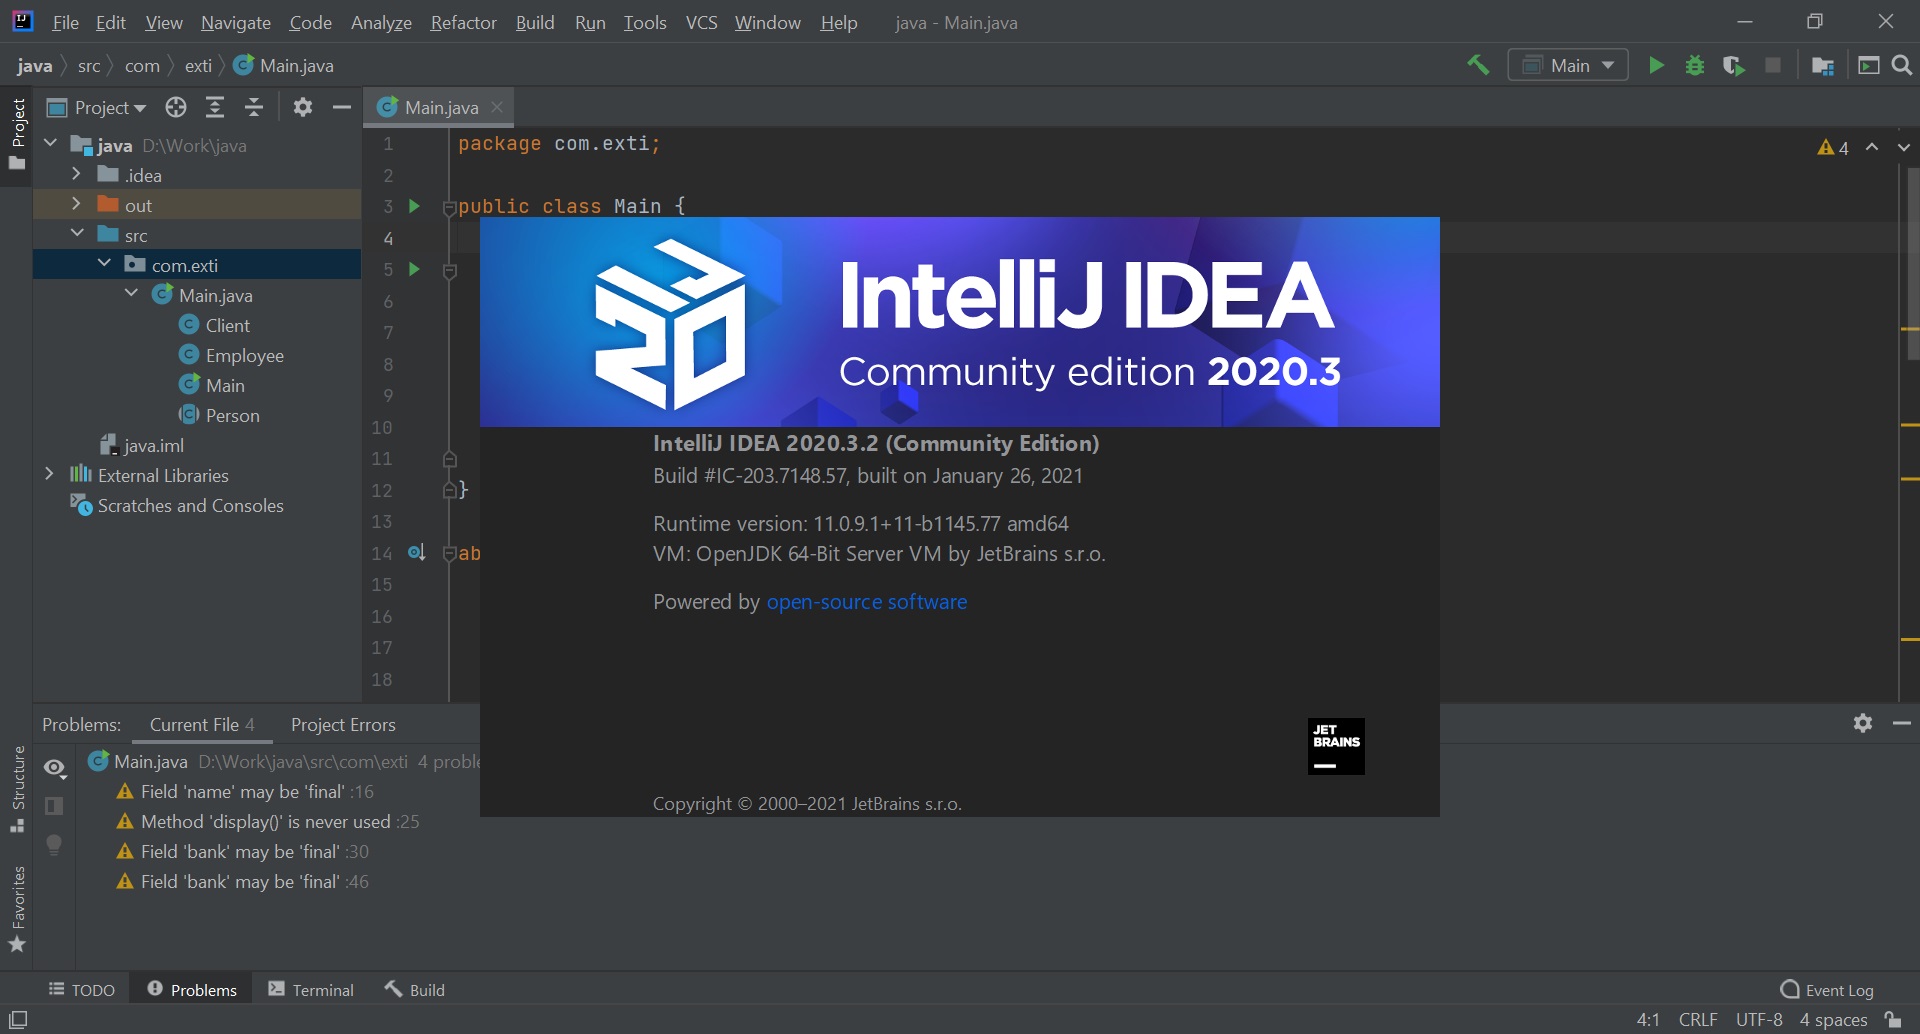 File Edit View Navigate Code Analyze Refactor Build Run Tools VCS Window Help java - Main.java
java src com exti Main.java Main
Project
Project
Main.java
java D:\Work\java
.idea
out
src
com.exti
Main.java
Client
Employee
Main
Person
java.iml
External Libraries
Scratches and Consoles
1 package com.exti;
4
2
3 public class Main {
4
5
6
7
8
9
10
11
12 }
13
14 ab
15
16
17
18
20
IntelliJ IDEA
Community edition 2020.3
IntelliJ IDEA 2020.3.2 (Community Edition)
Build #IC-203.7148.57, built on January 26, 2021
Runtime version: 11.0.9.1+11-b1145.77 amd64
VM: OpenJDK 64-Bit Server VM by JetBrains s.r.o.
Powered by open-source software
JET
BRAINS
Copyright © 2000–2021 JetBrains s.r.o.
Problems: Current File 4 Project Errors
Main.java D:\Work\java\src\com\exti 4 proble
Field 'name' may be 'final' :16
Method 'display()' is never used :25
Field 'bank' may be 'final' :30
Field 'bank' may be 'final' :46
Structure
Favorites
TODO Problems Terminal Build Event Log
4:1 CRLF UTF-8 4 spaces